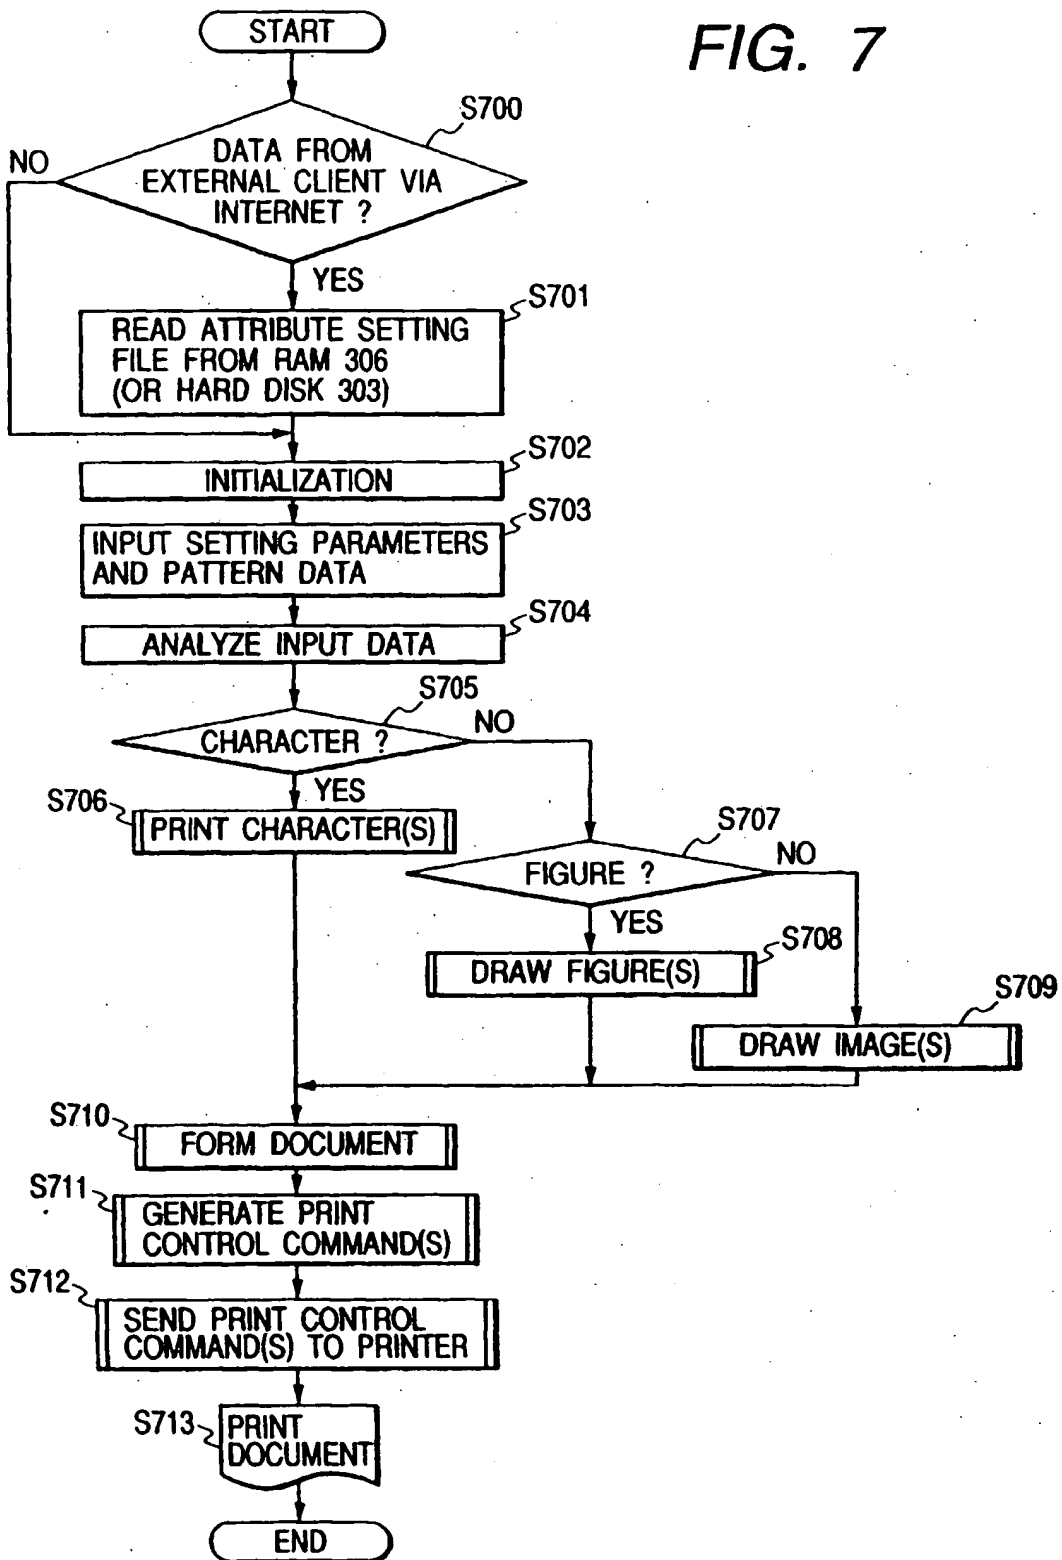 FIG. 7
START
S700
DATA FROM
EXTERNAL CLIENT VIA
INTERNET ?
NO
YES
S701
READ ATTRIBUTE SETTING
FILE FROM RAM 306
(OR HARD DISK 303)
S702
INITIALIZATION
S703
INPUT SETTING PARAMETERS
AND PATTERN DATA
S704
ANALYZE INPUT DATA
S705
CHARACTER ?
NO
YES
S706
PRINT CHARACTER(S)
S707
FIGURE ?
NO
YES
S708
DRAW FIGURE(S)
S709
DRAW IMAGE(S)
S710
FORM DOCUMENT
S711
GENERATE PRINT
CONTROL COMMAND(S)
S712
SEND PRINT CONTROL
COMMAND(S) TO PRINTER
S713
PRINT
DOCUMENT
END